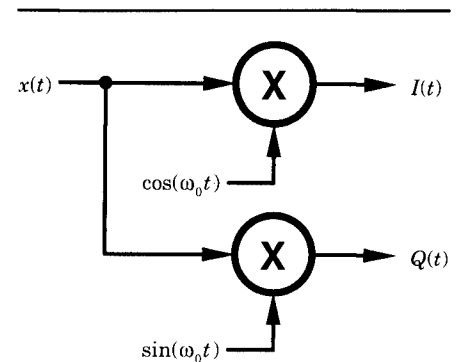 x(t)
X
I(t)
cos(ω₀t)
X
Q(t)
sin(ω₀t)